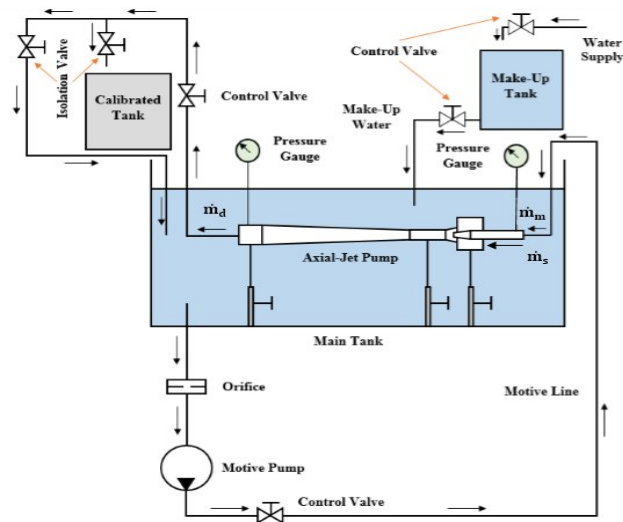 Control Valve
Water
Supply
Isolation Valve
Calibrated
Tank
Control Valve
Make-Up
Tank
Make-Up
Water
Pressure
Gauge
Pressure
Gauge
ṁd
ṁm
ṁs
Axial-Jet Pump
Main Tank
Orifice
Motive Line
Motive Pump
Control Valve